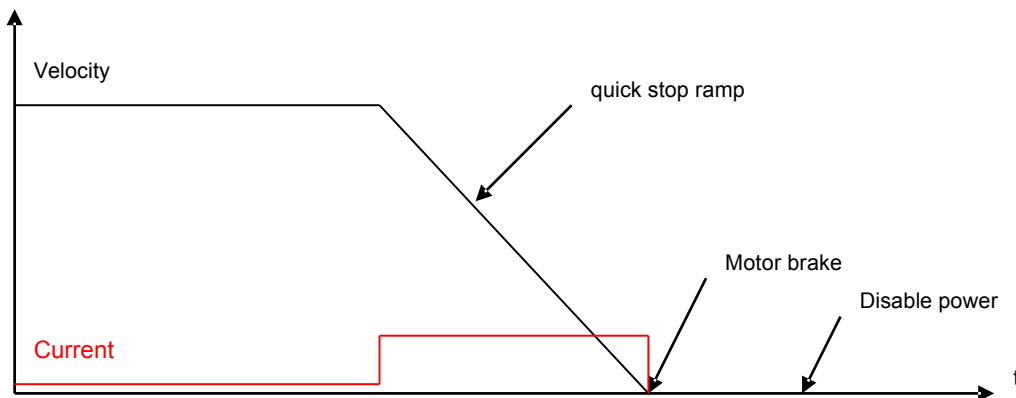 Velocity
quick stop ramp
Motor brake
Disable power
Current
t